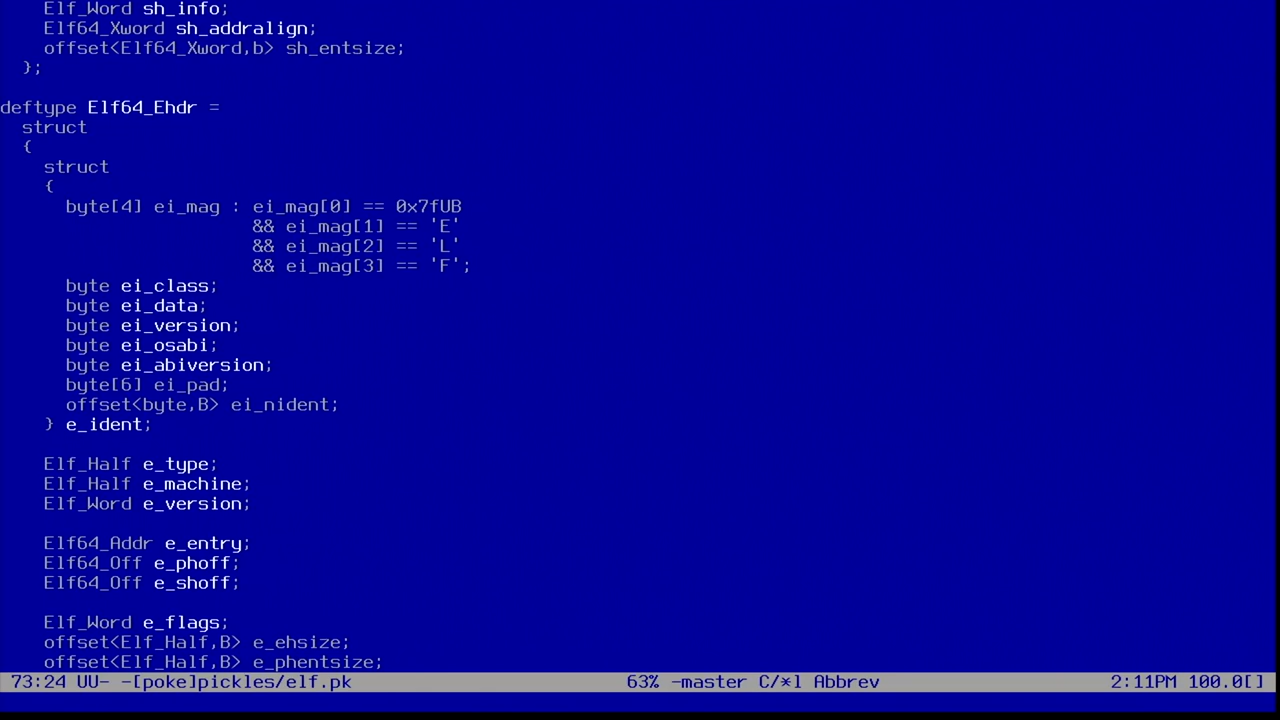 Elf_Word sh_info;
Elf64_Xword sh_addralign;
offset<Elf64_Xword,b> sh_entsize;
};
deftype Elf64_Ehdr =
struct
{
struct
{
byte[4] ei_mag : ei_mag[0] == 0x7fUB
&& ei_mag[1] == 'E'
&& ei_mag[2] == 'L'
&& ei_mag[3] == 'F';
byte ei_class;
byte ei_data;
byte ei_version;
byte ei_osabi;
byte ei_abiversion;
byte[6] ei_pad;
offset<byte,B> ei_nident;
} e_ident;
Elf_Half e_type;
Elf_Half e_machine;
Elf_Word e_version;
Elf64_Addr e_entry;
Elf64_Off e_phoff;
Elf64_Off e_shoff;
Elf_Word e_flags;
offset<Elf_Half,B> e_ehsize;
offset<Elf_Half,B> e_phentsize;
73:24 UU- -[poke]pickles/elf.pk 63% -master C/*l Abbrev 2:11PM 100.0[]